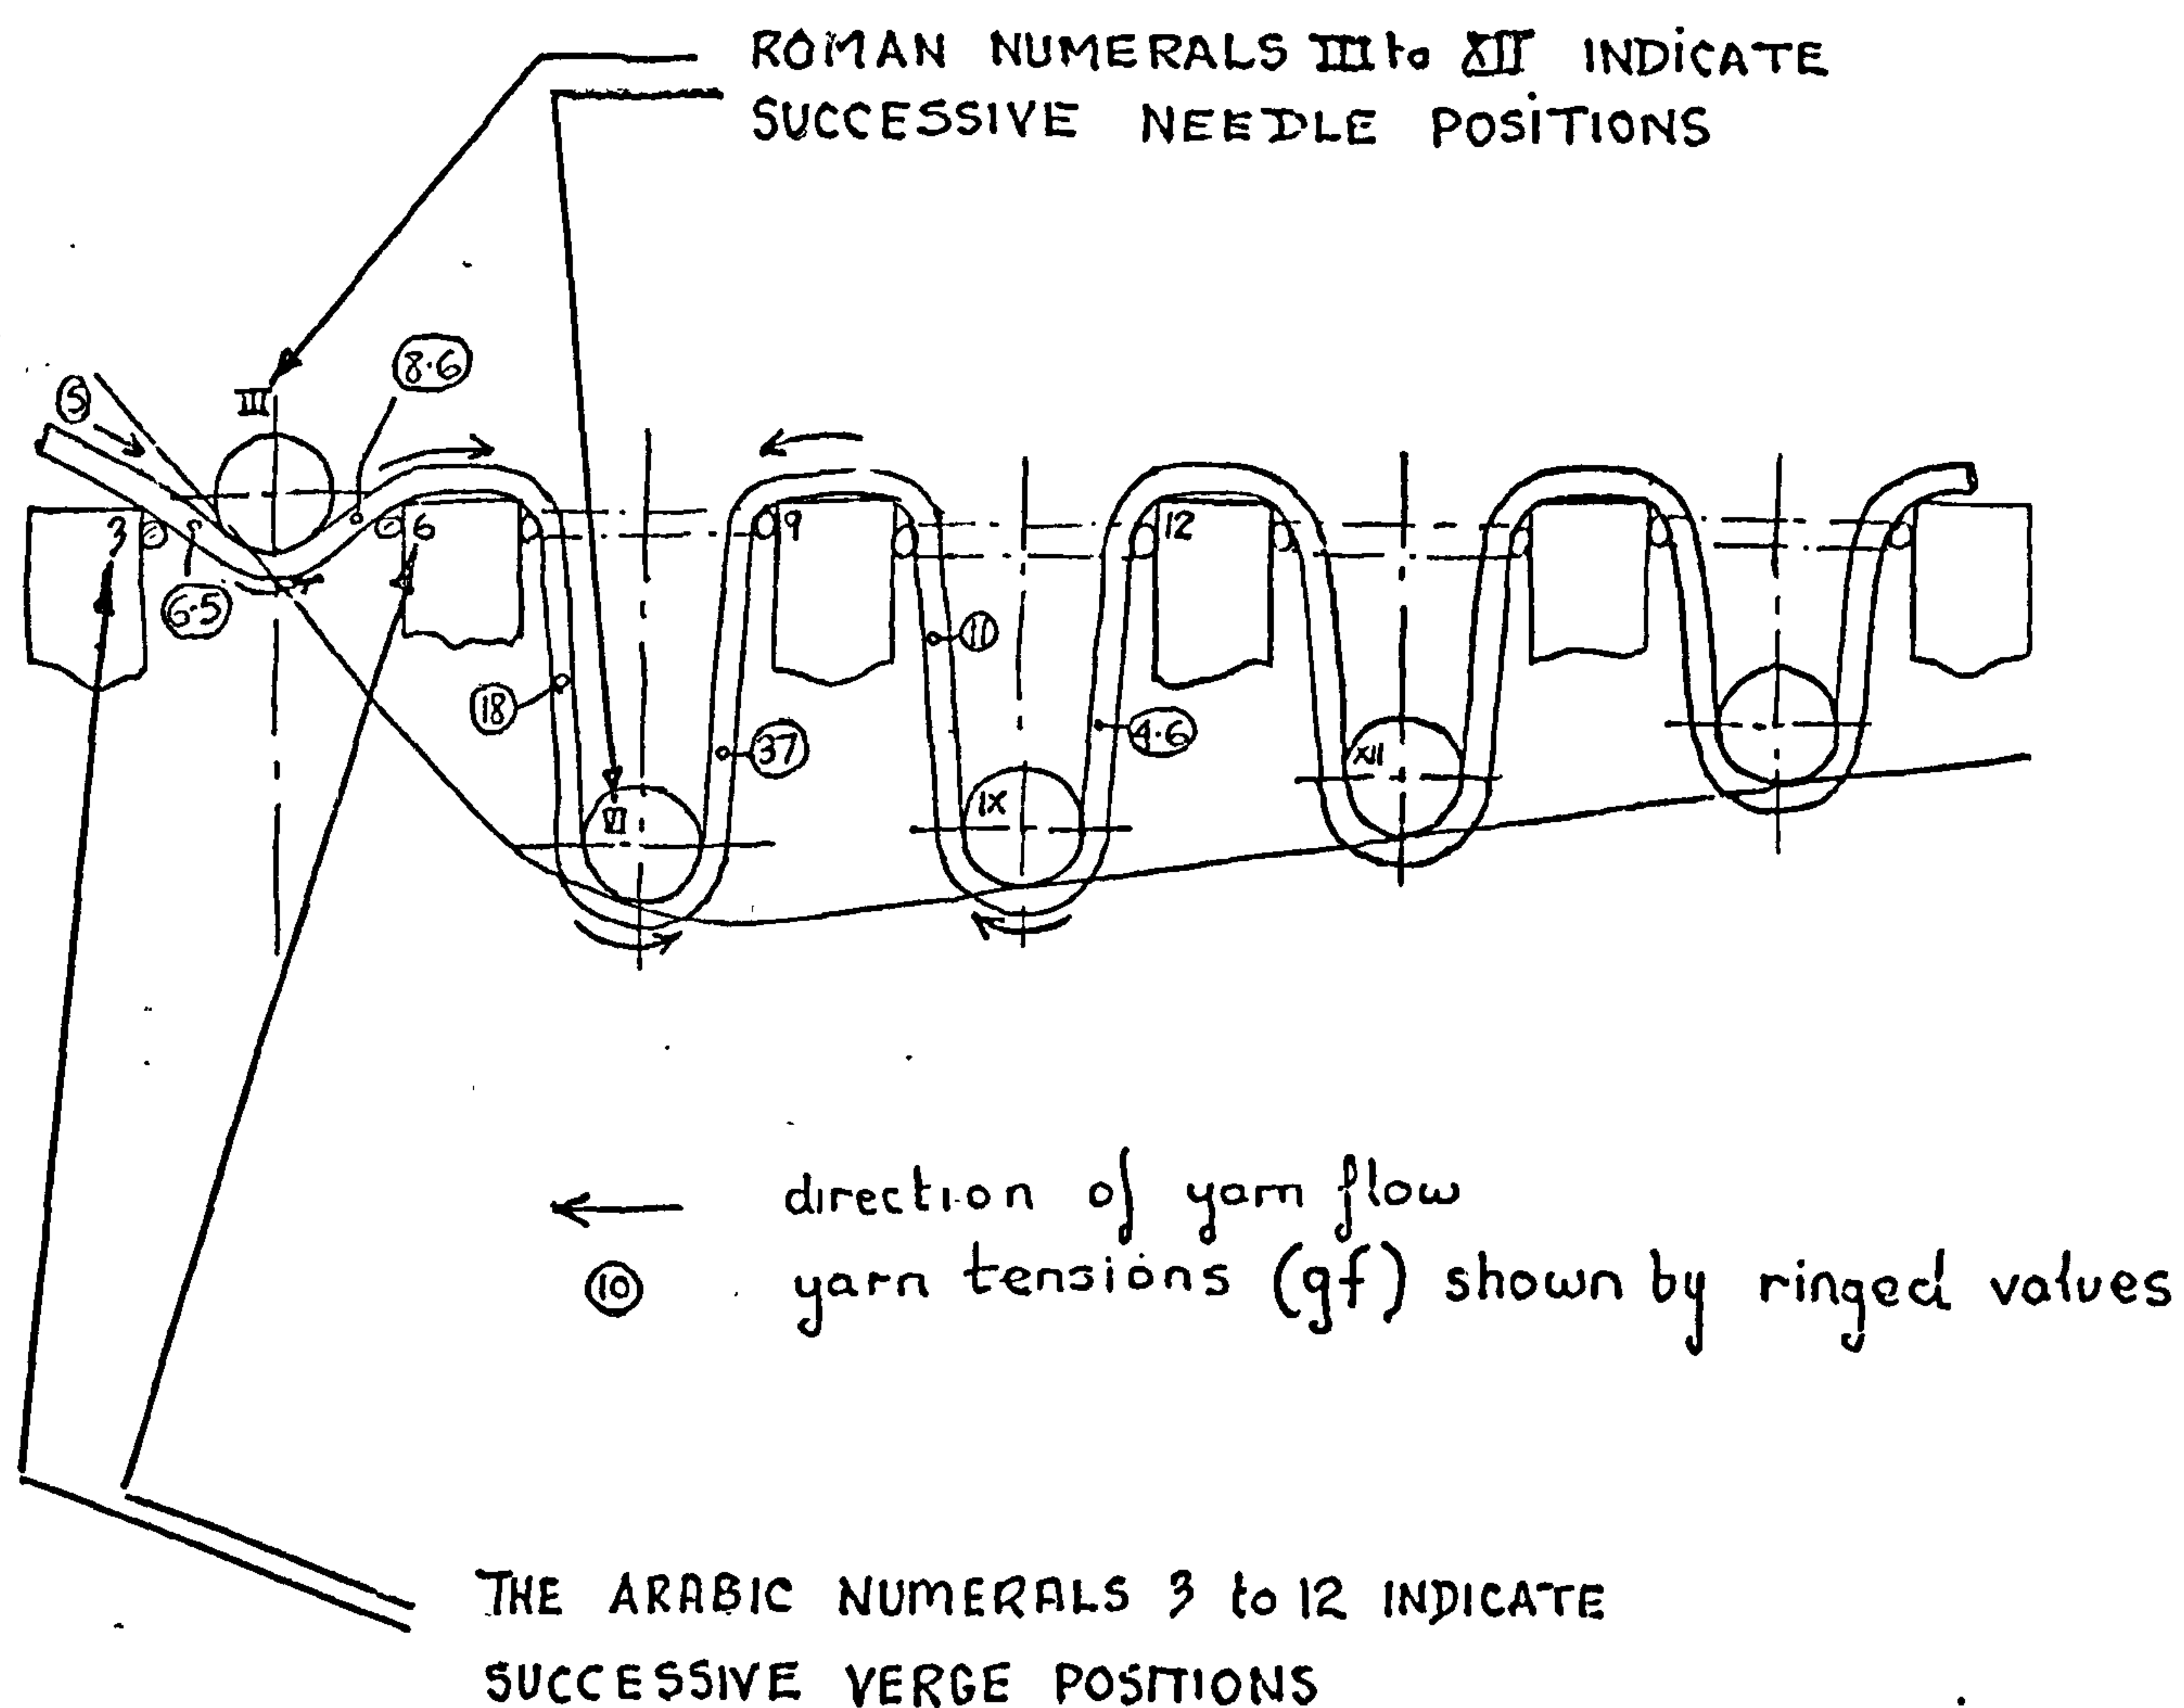 ROMAN NUMERALS III to XII INDICATE
SUCCESSIVE NEEDLE POSITIONS
8.6
5
III
3
6
9
12
6.5
11
18
37
4.6
VI
IX
XII
direction of yarn flow
10 yarn tensions (gf) shown by ringed values
THE ARABIC NUMERALS 3 to 12 INDICATE
SUCCESSIVE VERGE POSITIONS